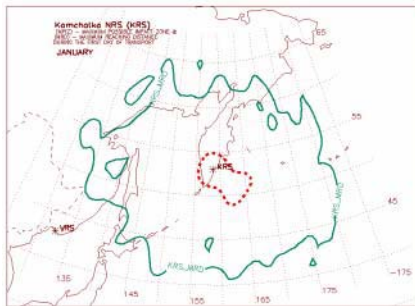 Kamchatka NRS (KRS)
(MPIZ) - MAXIMUM POSSIBLE IMPACT ZONE &
(MRD) - MAXIMUM REACHING DISTANCE
DURING THE FIRST DAY OF TRANSPORT
JANUARY
65
KRS_MRD
55
KRS
KRS_MRD
45
VRS
KRS_MRD
-175
135
145
155
165
175